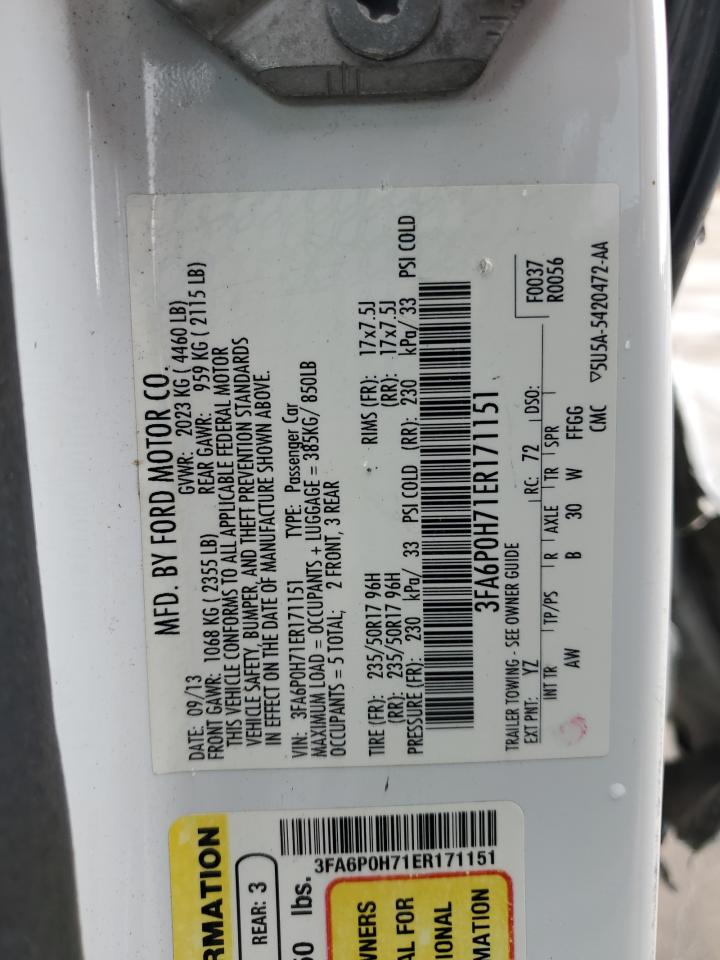 MFD. BY FORD MOTOR CO.
DATE: 09/13 GVWR: 2023 KG ( 4460 LB)
FRONT GAWR: 1068 KG ( 2355 LB) REAR GAWR: 959 KG ( 2115 LB)
THIS VEHICLE CONFORMS TO ALL APPLICABLE FEDERAL MOTOR
VEHICLE SAFETY, BUMPER, AND THEFT PREVENTION STANDARDS
IN EFFECT ON THE DATE OF MANUFACTURE SHOWN ABOVE.
VIN: 3FA6P0H71ER171151 TYPE: Passenger Car
MAXIMUM LOAD = OCCUPANTS + LUGGAGE = 385KG/ 850LB
OCCUPANTS = 5 TOTAL; 2 FRONT, 3 REAR
TIRE (FR): 235/50R17 96H RIMS (FR): 17x7.5J
(RR): 235/50R17 96H (RR): 17x7.5J
PRESSURE (FR): 230 kPa/ 33 PSI COLD (RR): 230 kPa/ 33 PSI COLD
3FA6P0H71ER171151
TRAILER TOWING - SEE OWNER GUIDE
F0037
EXT PNT: YZ RC: 72 DSO: R0056
INT TR TP/PS R AXLE TR SPR
AW B 30 W FFGG
CMC ▽5U5A-5420472-AA
RMATION
REAR: 3
lbs.
3FA6P0H71ER171151
WNERS
AL FOR
IONAL
MATION